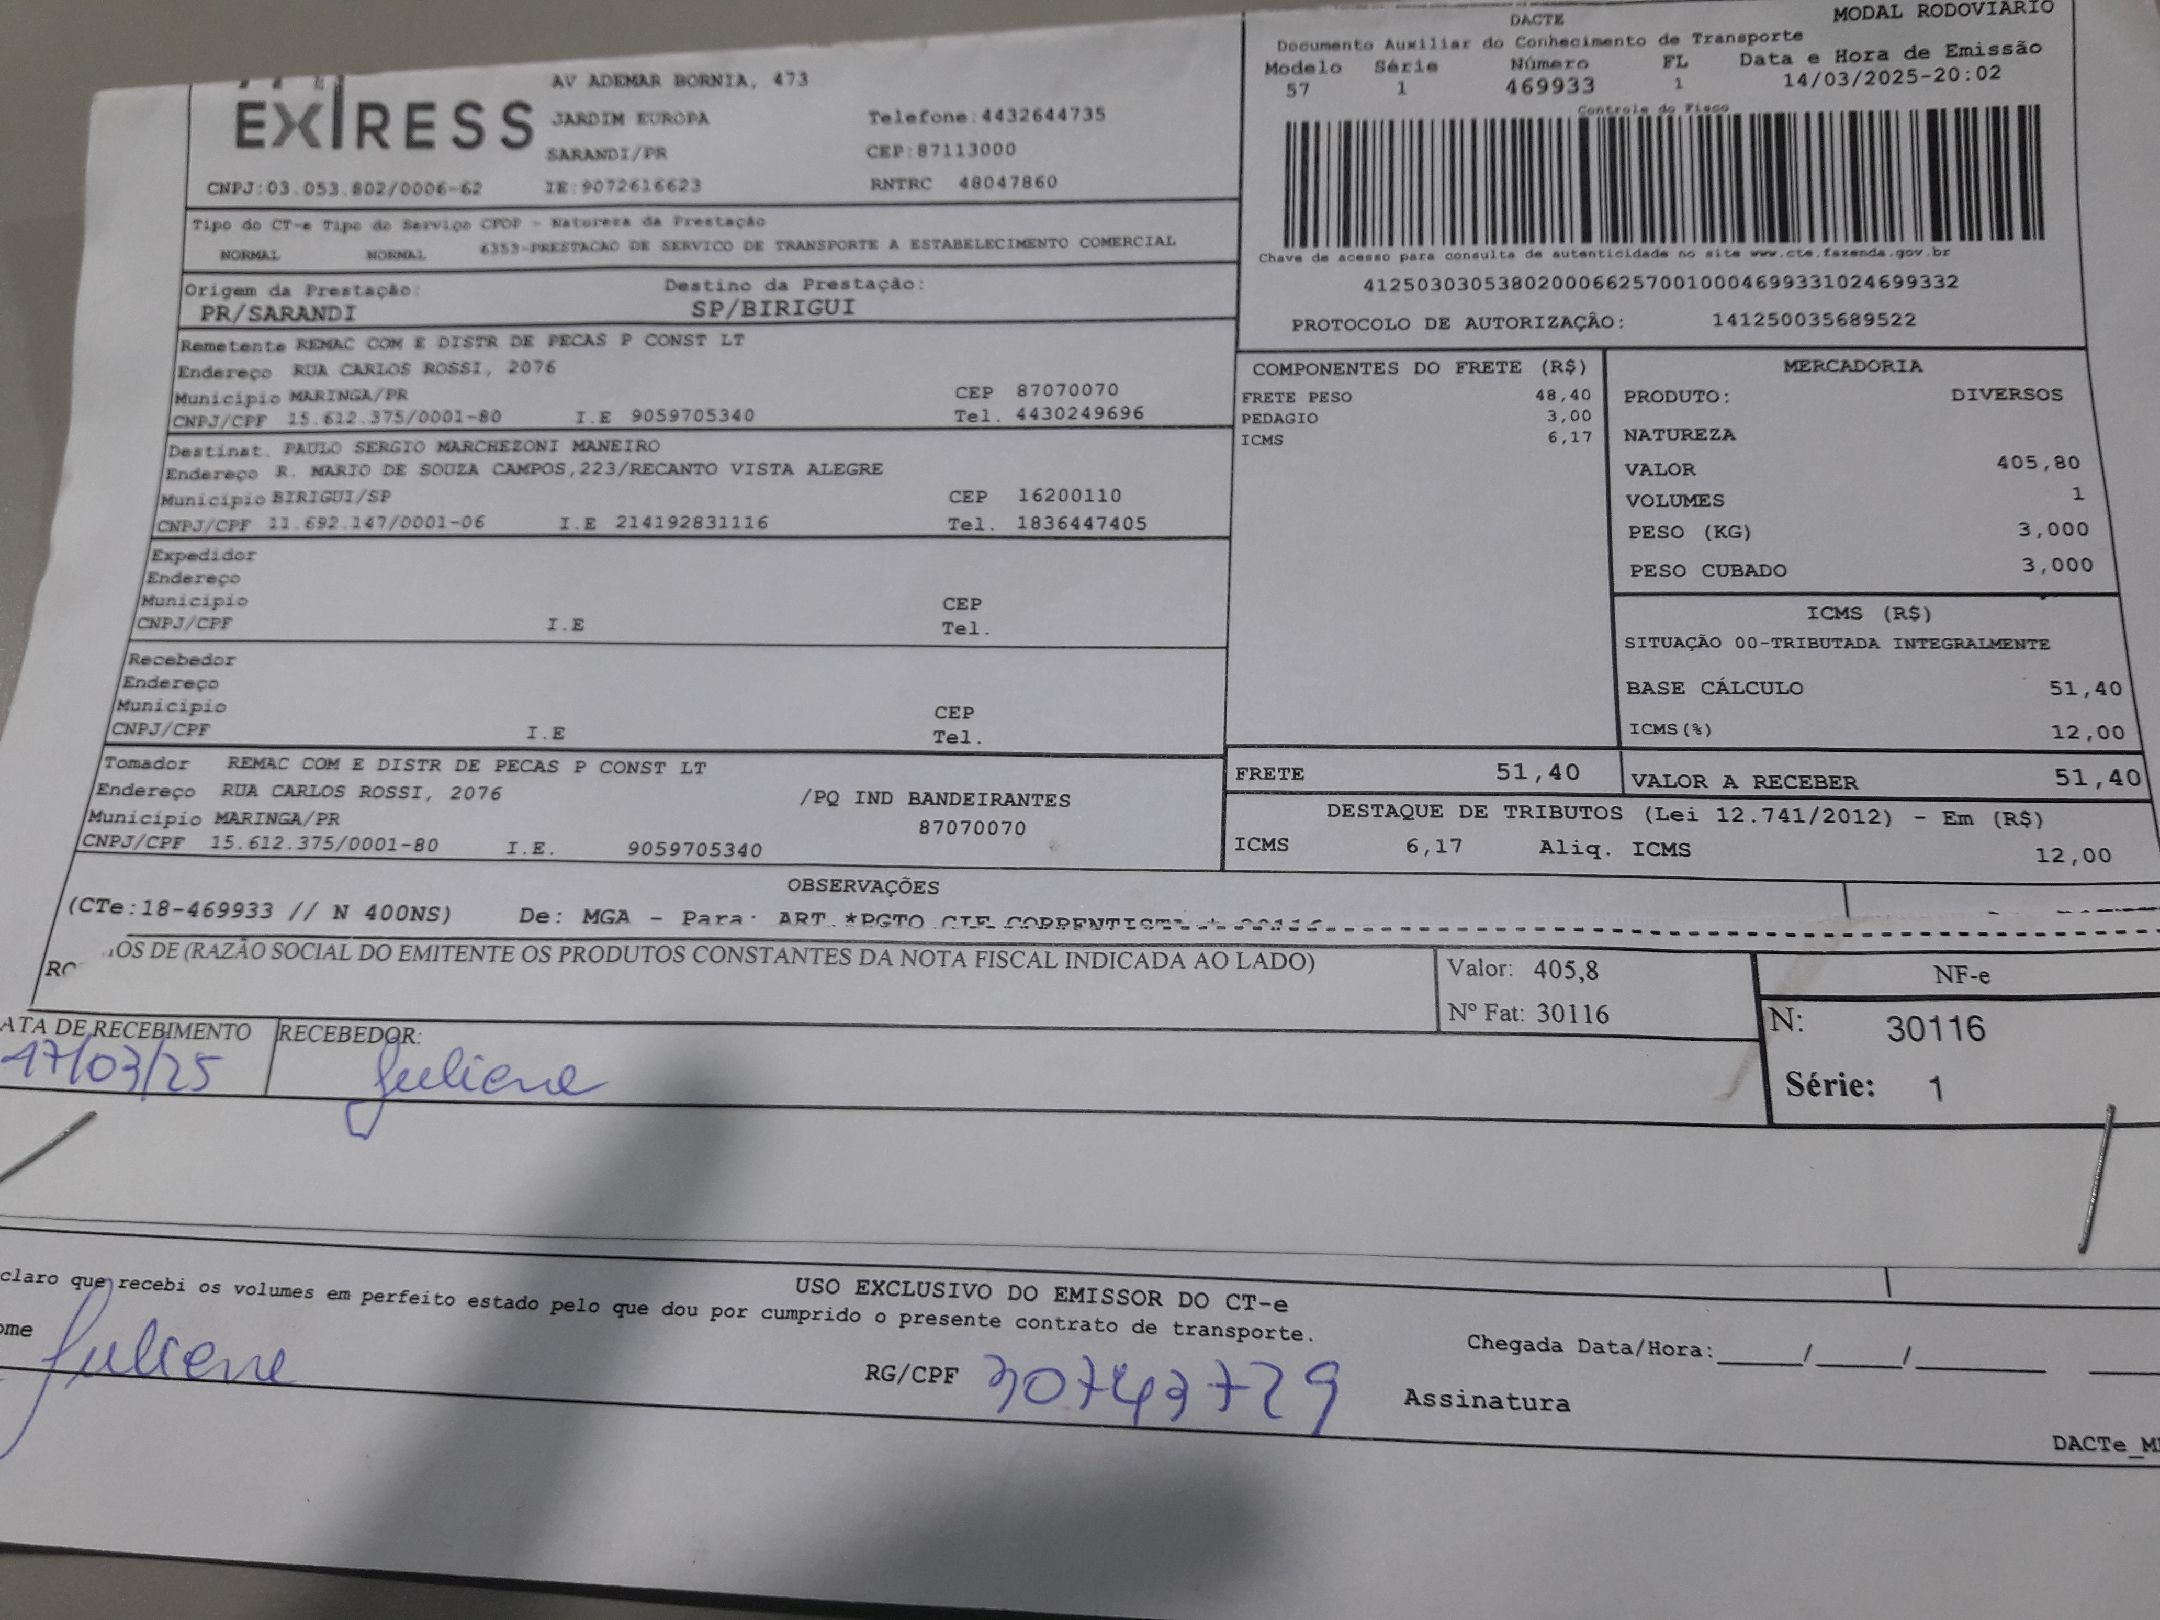 EXPRESS
AV ADEMAR BORNIA, 473
JARDIM EUROPA Telefone:4432644735
SARANDI/PR CEP:87113000
CNPJ:03.053.802/0006-62 IE:9072616623 RNTRC 48047860
Tipo do CT-e Tipo do Serviço CFOP - Natureza da Prestação
NORMAL NORMAL 6353-PRESTACAO DE SERVICO DE TRANSPORTE A ESTABELECIMENTO COMERCIAL
Origem da Prestação: Destino da Prestação:
PR/SARANDI SP/BIRIGUI
Remetente REMAC COM E DISTR DE PECAS P CONST LT
Endereço RUA CARLOS ROSSI, 2076
Municipio MARINGA/PR CEP 87070070
CNPJ/CPF 15.612.375/0001-80 I.E 9059705340 Tel. 4430249696
Destinat. PAULO SERGIO MARCHEZONI MANEIRO
Endereço R. MARIO DE SOUZA CAMPOS,223/RECANTO VISTA ALEGRE
Municipio BIRIGUI/SP CEP 16200110
CNPJ/CPF 11.692.147/0001-06 I.E 214192831116 Tel. 1836447405
Expedidor
Endereço
Municipio CEP
CNPJ/CPF I.E Tel.
Recebedor
Endereço
Municipio CEP
CNPJ/CPF I.E Tel.
Tomador REMAC COM E DISTR DE PECAS P CONST LT
Endereço RUA CARLOS ROSSI, 2076 /PQ IND BANDEIRANTES
Municipio MARINGA/PR 87070070
CNPJ/CPF 15.612.375/0001-80 I.E. 9059705340
DACTE MODAL RODOVIARIO
Documento Auxiliar do Conhecimento de Transporte
Modelo Série Número FL Data e Hora de Emissão
57 1 469933 1 14/03/2025-20:02
Controle do Fisco
Chave de acesso para consulta de autenticidade no site www.cte.fazenda.gov.br
41250303053802000662570010004699331024699332
PROTOCOLO DE AUTORIZAÇÃO: 141250035689522
COMPONENTES DO FRETE (R$)
FRETE PESO 48,40
PEDAGIO 3,00
ICMS 6,17
MERCADORIA
PRODUTO: DIVERSOS
NATUREZA
VALOR 405,80
VOLUMES 1
PESO (KG) 3,000
PESO CUBADO 3,000
ICMS (R$)
SITUAÇÃO 00-TRIBUTADA INTEGRALMENTE
BASE CÁLCULO 51,40
ICMS(%) 12,00
FRETE 51,40 VALOR A RECEBER 51,40
DESTAQUE DE TRIBUTOS (Lei 12.741/2012) - Em (R$)
ICMS 6,17 Aliq. ICMS 12,00
OBSERVAÇÕES
(CTe:18-469933 // N 400NS) De: MGA - Para: ART *PGTO
OS DE (RAZÃO SOCIAL DO EMITENTE OS PRODUTOS CONSTANTES DA NOTA FISCAL INDICADA AO LADO)
Valor: 405,8
Nº Fat: 30116
NF-e
N: 30116
Série: 1
ATA DE RECEBIMENTO RECEBEDOR:
17/03/25 Juliene
USO EXCLUSIVO DO EMISSOR DO CT-e
claro que recebi os volumes em perfeito estado pelo que dou por cumprido o presente contrato de transporte.
ome Juliene RG/CPF 30743729
Chegada Data/Hora:_____/_____/_______
Assinatura
DACTe_M